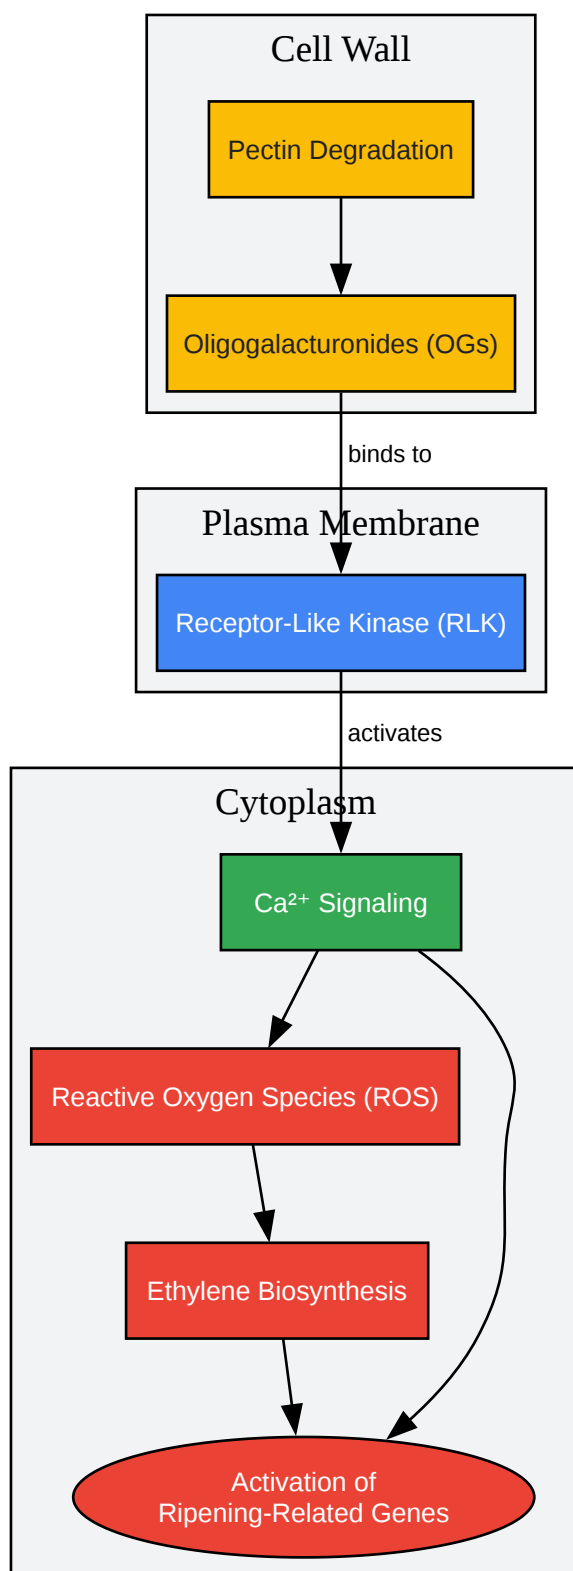 Cell Wall
Pectin Degradation
Oligogalacturonides (OGs)
binds to
Plasma Membrane
Receptor-Like Kinase (RLK)
activates
Cytoplasm
Ca²⁺ Signaling
Reactive Oxygen Species (ROS)
Ethylene Biosynthesis
Activation of
Ripening-Related Genes